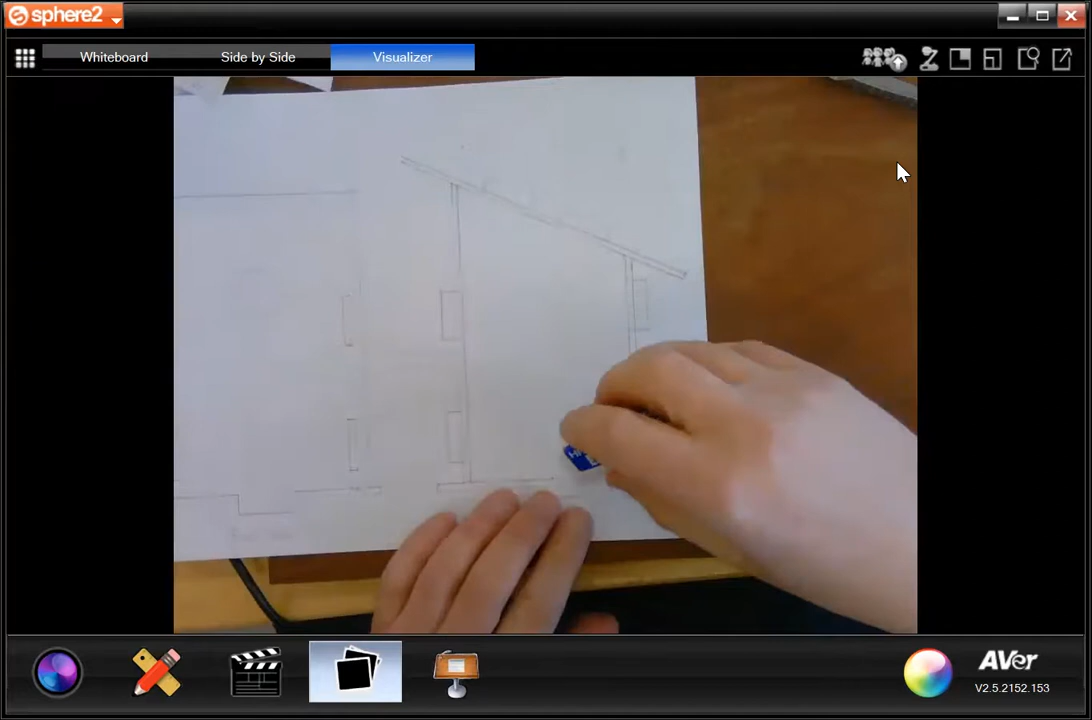 sphere2
Whiteboard
Side by Side
Visualizer
AVer
V2.5.2152.153